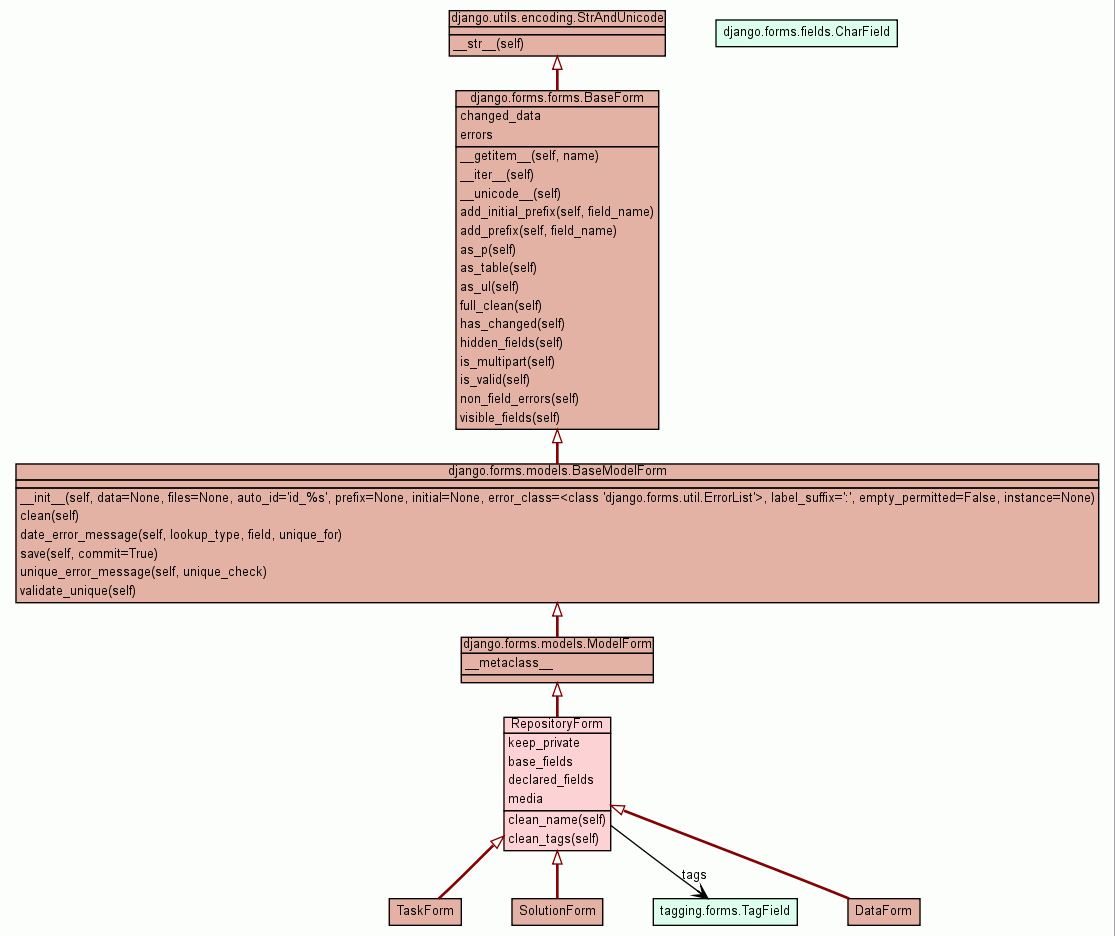 django.utils.encoding.StrAndUnicode
__str__(self)
django.forms.fields.CharField
django.forms.forms.BaseForm
changed_data
errors
__getitem__(self, name)
__iter__(self)
__unicode__(self)
add_initial_prefix(self, field_name)
add_prefix(self, field_name)
as_p(self)
as_table(self)
as_ul(self)
full_clean(self)
has_changed(self)
hidden_fields(self)
is_multipart(self)
is_valid(self)
non_field_errors(self)
visible_fields(self)
django.forms.models.BaseModelForm
__init__(self, data=None, files=None, auto_id='id_%s', prefix=None, initial=None, error_class=<class 'django.forms.util.ErrorList'>, label_suffix=':', empty_permitted=False, instance=None)
clean(self)
date_error_message(self, lookup_type, field, unique_for)
save(self, commit=True)
unique_error_message(self, unique_check)
validate_unique(self)
django.forms.models.ModelForm
__metaclass__
RepositoryForm
keep_private
base_fields
declared_fields
media
clean_name(self)
clean_tags(self)
tags
TaskForm
SolutionForm
tagging.forms.TagField
DataForm